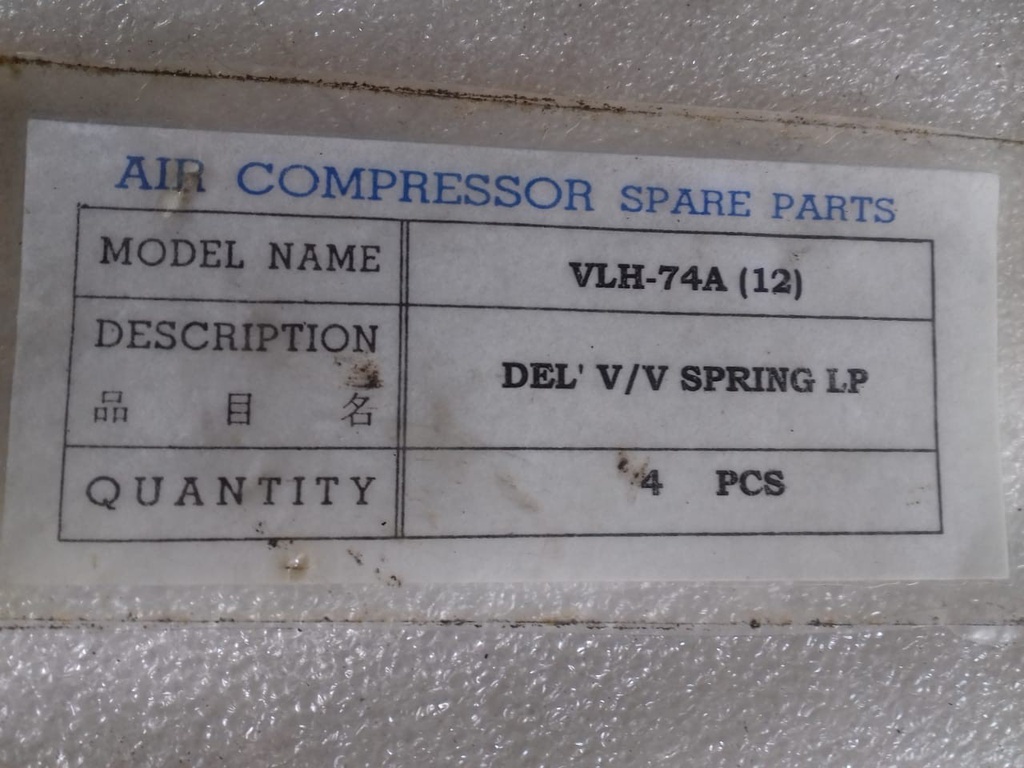 AIR COMPRESSOR SPARE PARTS
MODEL NAME VLH-74A (12)
DESCRIPTION
品 目 名 DEL' V/V SPRING LP
QUANTITY 4 PCS